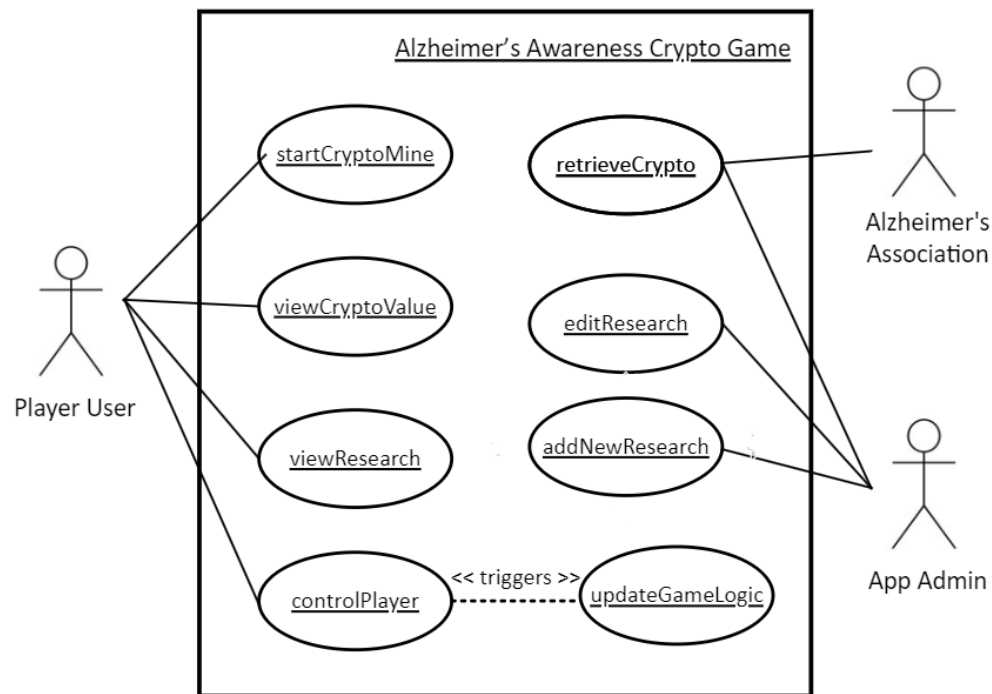 Alzheimer's Awareness Crypto Game
startCryptoMine
retrieveCrypto
Alzheimer's
Association
viewCryptoValue
editResearch
Player User
viewResearch
addNewResearch
<< triggers >>
controlPlayer
updateGameLogic
App Admin